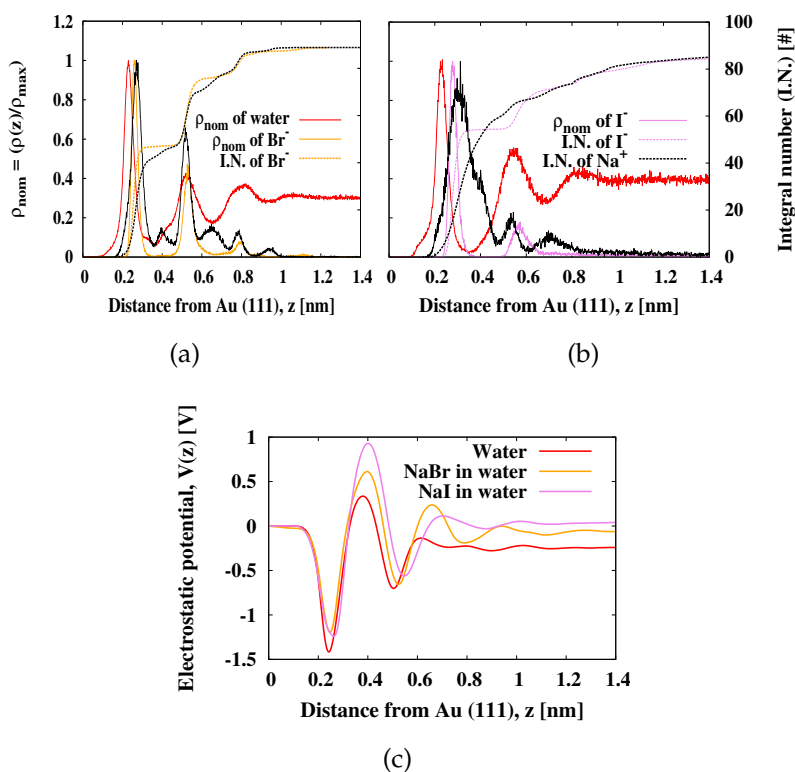 ρnom = (ρ(z)/ρmax)
1.2
1
0.8
0.6
0.4
0.2
0
ρnom of water
ρnom of Br-
I.N. of Br-
0 0.2 0.4 0.6 0.8 1 1.2 1.4
Distance from Au (111), z [nm]
(a)
ρnom of I-
I.N. of I-
I.N. of Na+
100
80
60
40
20
0
Integral number (I.N.) [#]
0 0.2 0.4 0.6 0.8 1 1.2 1.4
Distance from Au (111), z [nm]
(b)
Electrostatic potential, V(z) [V]
1
0.5
0
-0.5
-1
-1.5
Water
NaBr in water
NaI in water
0 0.2 0.4 0.6 0.8 1 1.2 1.4
Distance from Au (111), z [nm]
(c)